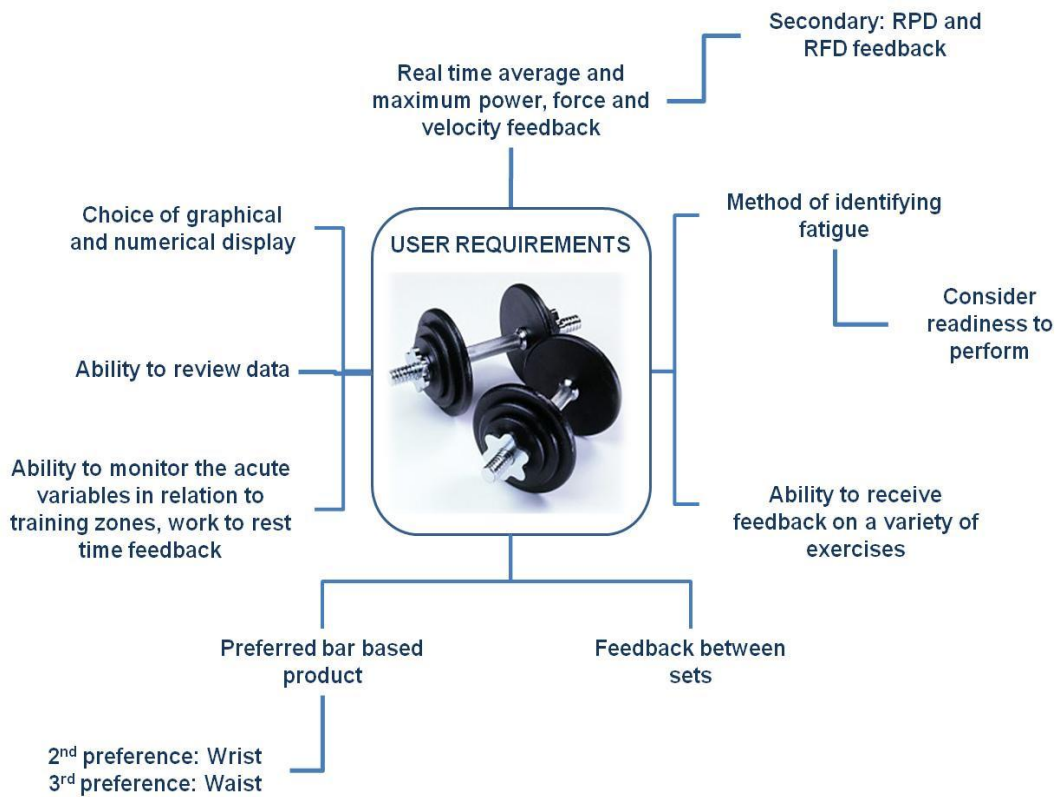 Secondary: RPD and
RFD feedback
Real time average and
maximum power, force and
velocity feedback
Choice of graphical
and numerical display
Method of identifying
fatigue
USER REQUIREMENTS
Consider
readiness to
perform
Ability to review data
Ability to monitor the acute
variables in relation to
training zones, work to rest
time feedback
Ability to receive
feedback on a variety of
exercises
Preferred bar based
product
Feedback between
sets
2nd preference: Wrist
3rd preference: Waist